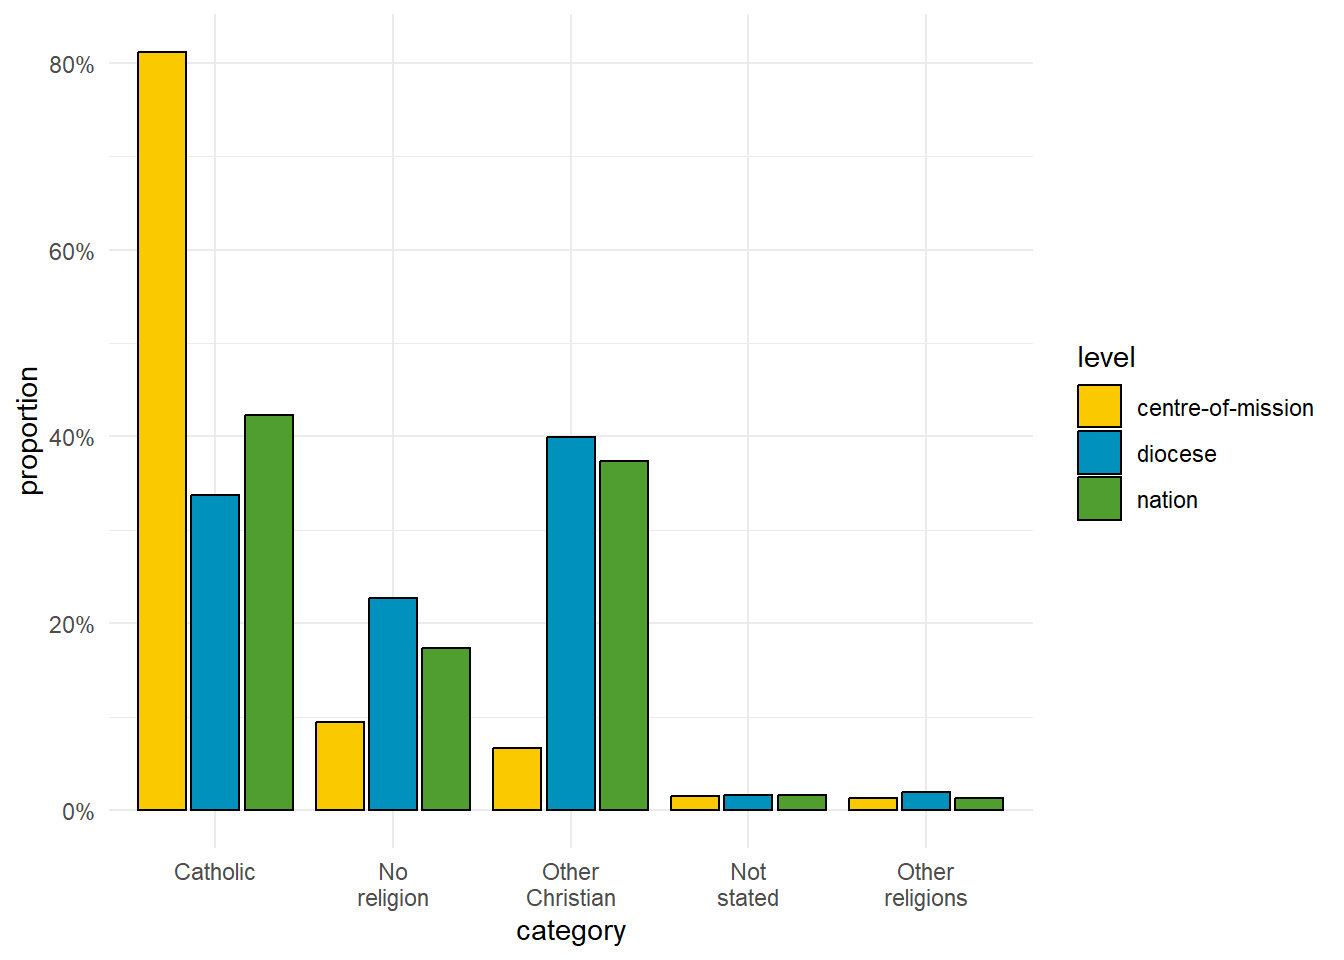 80%
60%
40%
20%
0%
proportion
Catholic
No
religion
Other
Christian
Not
stated
Other
religions
category
level
centre-of-mission
diocese
nation